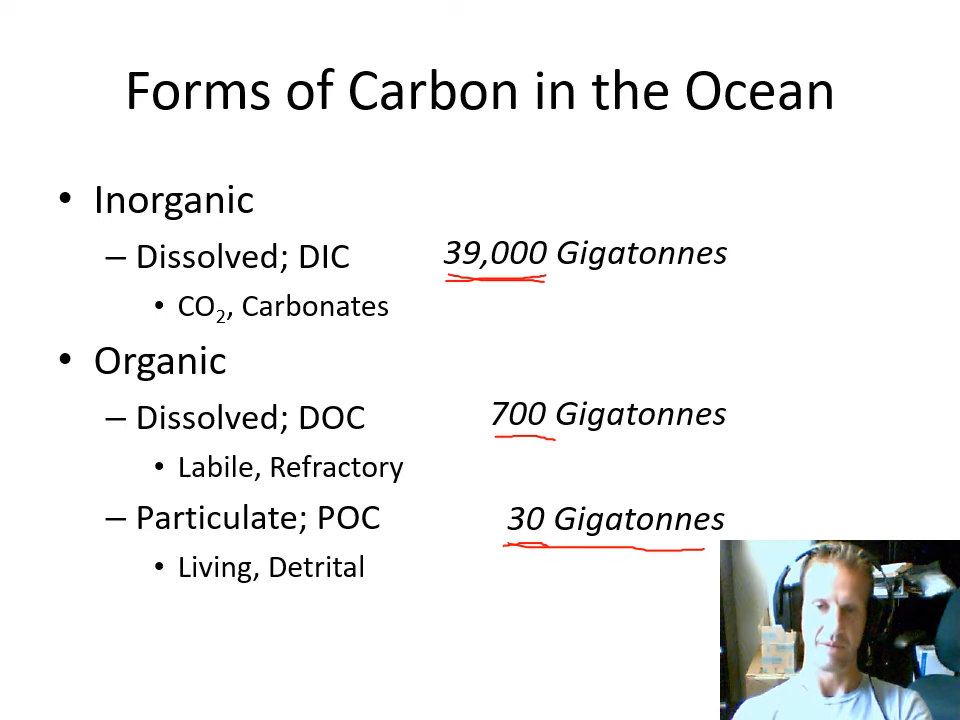 Forms of Carbon in the Ocean
• Inorganic
– Dissolved; DIC 39,000 Gigatonnes
• CO₂, Carbonates
• Organic
– Dissolved; DOC 700 Gigatonnes
• Labile, Refractory
– Particulate; POC 30 Gigatonnes
• Living, Detrital